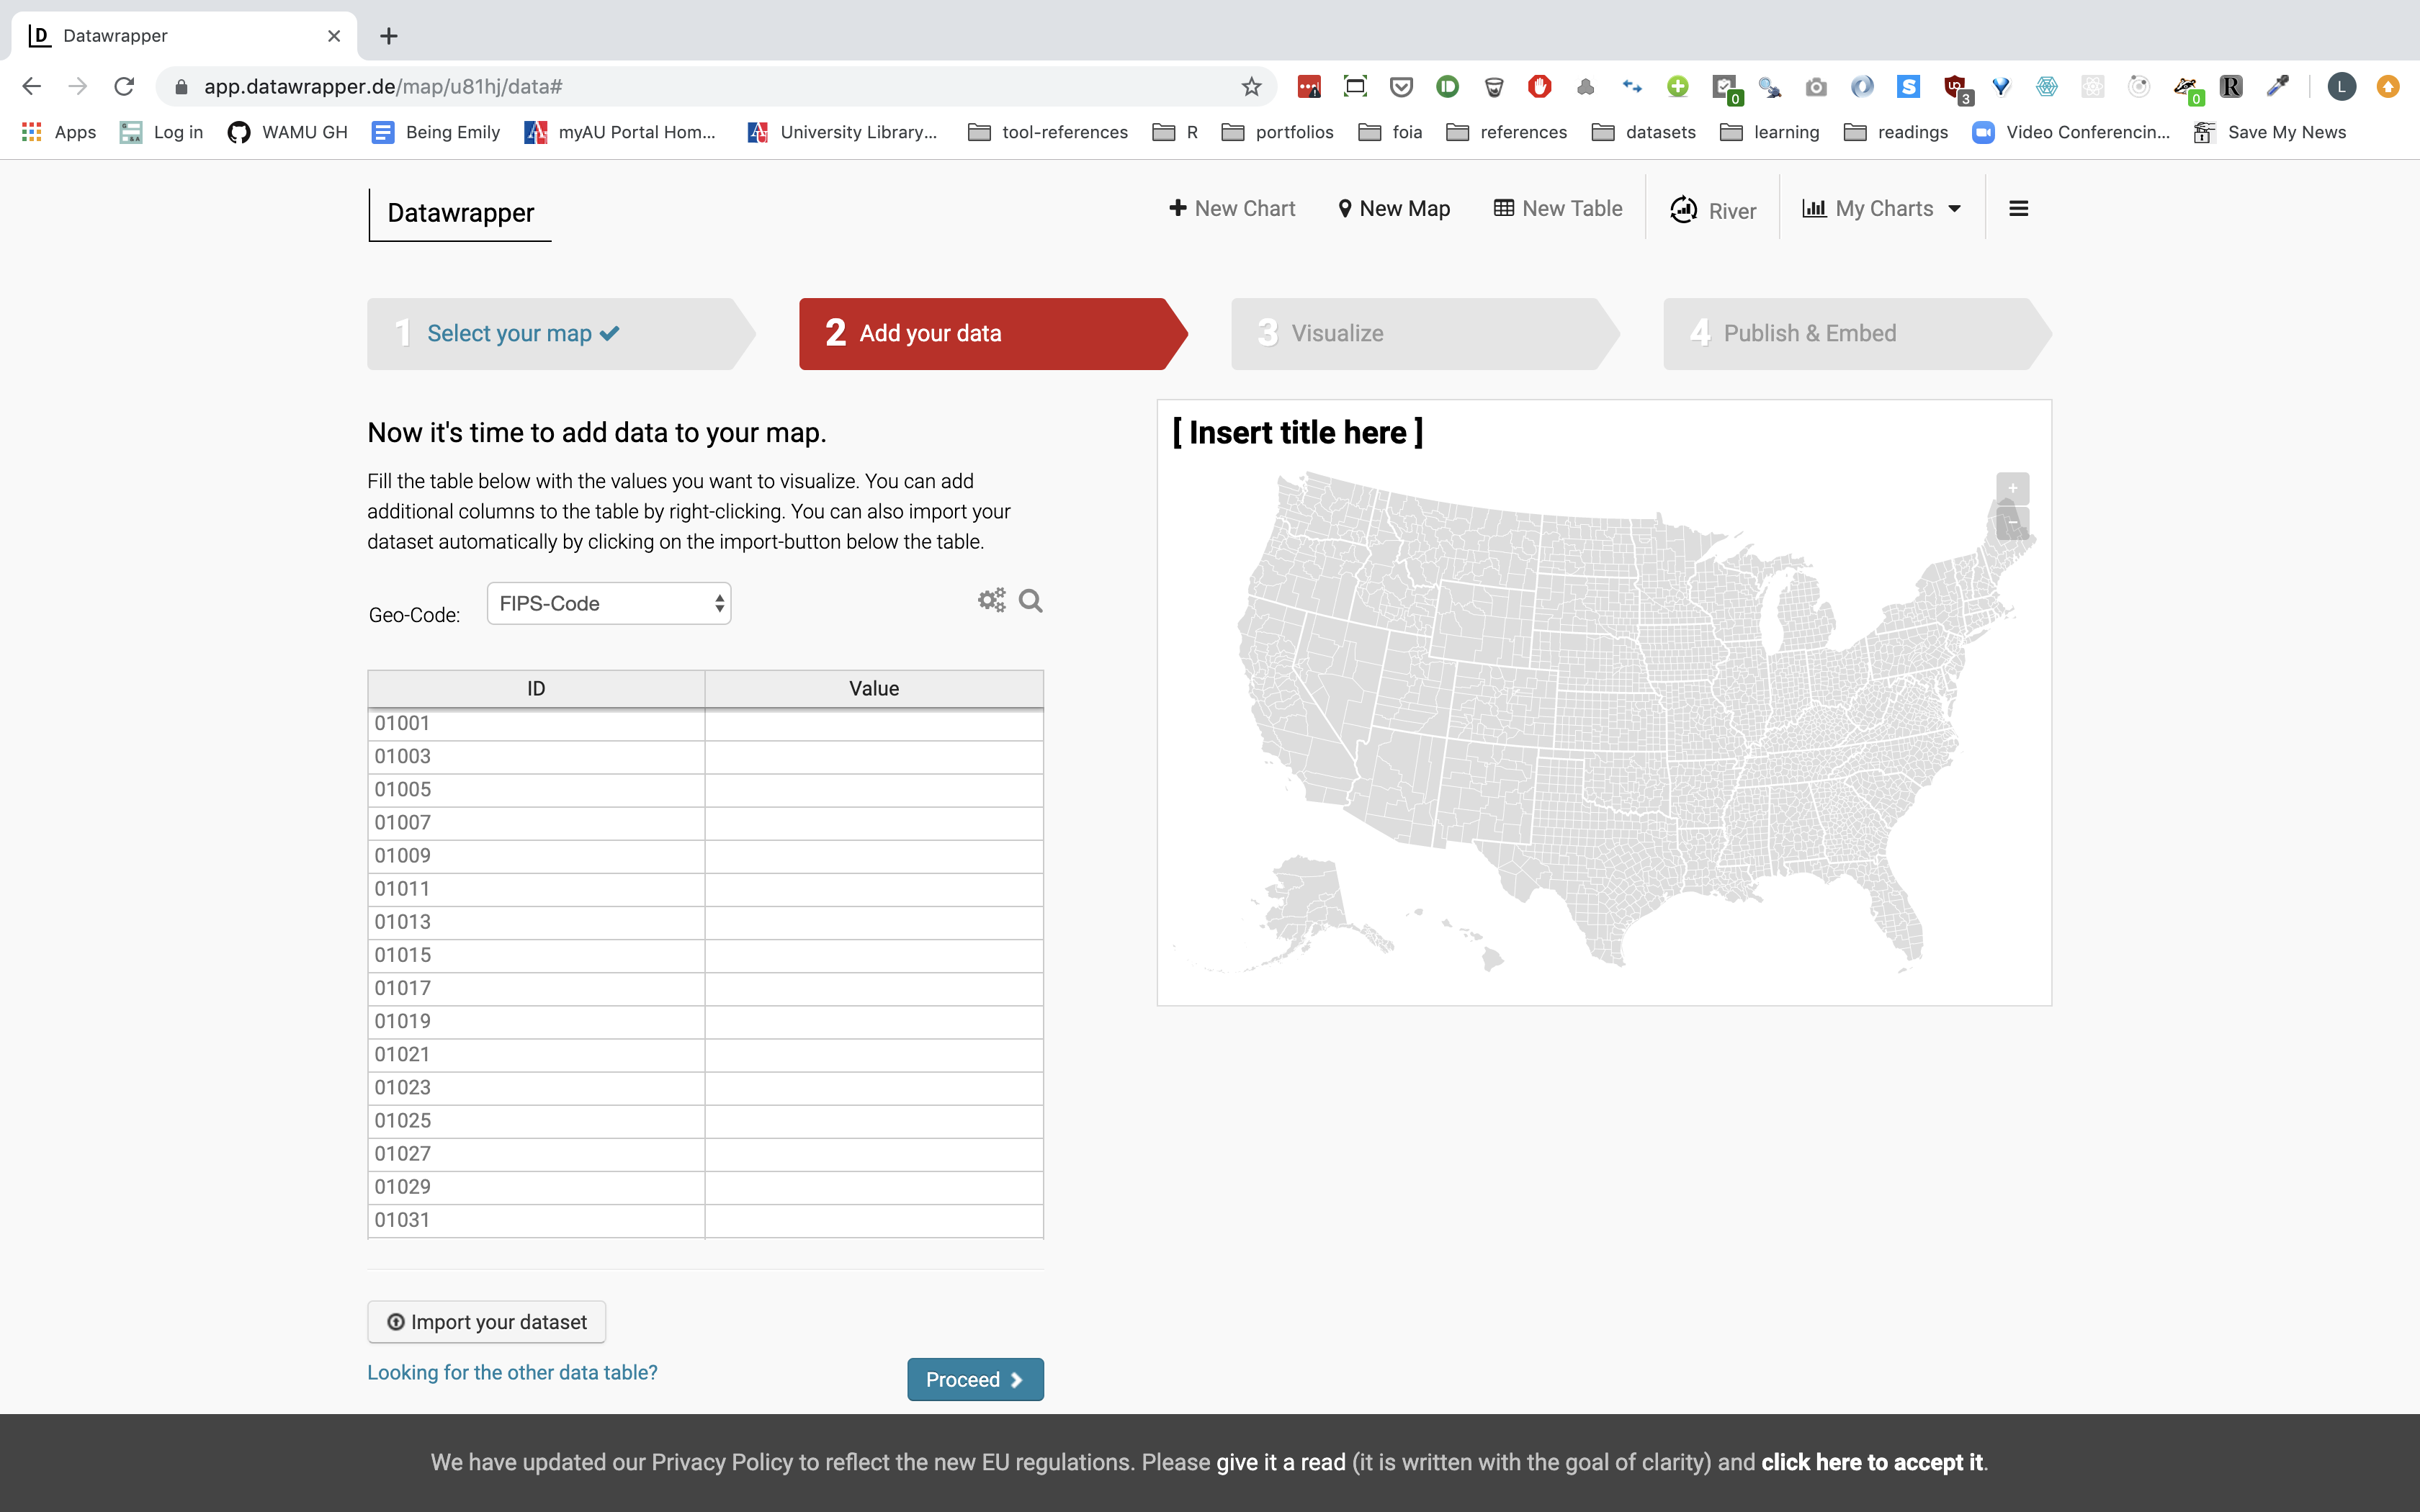 D Datawrapper
app.datawrapper.de/map/u81hj/data#
0
3
0
R
L
Apps Log in WAMU GH Being Emily myAU Portal Hom... University Library... tool-references R portfolios foia references datasets learning readings Video Conferencin... Save My News
Datawrapper
New Chart New Map New Table River My Charts
1 Select your map
2 Add your data
3 Visualize
4 Publish & Embed
Now it's time to add data to your map.
Fill the table below with the values you want to visualize. You can add
additional columns to the table by right-clicking. You can also import your
dataset automatically by clicking on the import-button below the table.
Geo-Code: FIPS-Code
ID Value
01001
01003
01005
01007
01009
01011
01013
01015
01017
01019
01021
01023
01025
01027
01029
01031
Import your dataset
Looking for the other data table?
Proceed
[ Insert title here ]
+
−
We have updated our Privacy Policy to reflect the new EU regulations. Please give it a read (it is written with the goal of clarity) and click here to accept it.